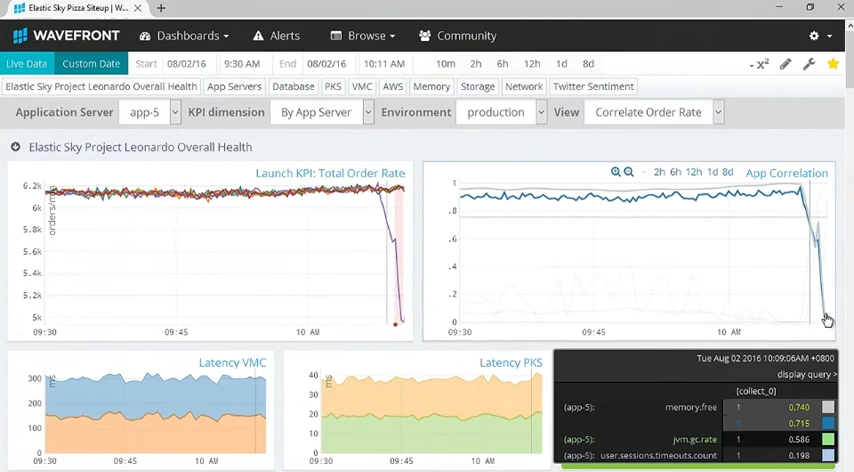 Elastic Sky Pizza Siteup | W...
WAVEFRONT Dashboards Alerts Browse Community
Live Data Custom Date Start 08/02/16 9:30 AM End 08/02/16 10:11 AM 10m 2h 6h 12h 1d 8d x²
Elastic Sky Project Leonardo Overall Health App Servers Database PKS VMC AWS Memory Storage Network Twitter Sentiment
Application Server app-5 KPI dimension By App Server Environment production View Correlate Order Rate
Elastic Sky Project Leonardo Overall Health
Launch KPI: Total Order Rate
6.2k
6k
5.8k
5.6k
5.4k
5.2k
5k
orders/min
09:30 09:45 10 AM
2h 6h 12h 1d 8d App Correlation
1
.8
.6
.4
.2
0
09:30 09:45 10 AM
Latency VMC
300
200
100
0
ms
09:30 09:45 10 AM
Latency PKS
40
30
20
10
0
ms
09:30 09:45 10 AM
Tue Aug 02 2016 10:09:06AM +0800
display query >
[collect_0]
(app-5): memory.free 1 0.740
0 0.715
(app-5): jvm.gc.rate 1 0.586
(app-5): user.sessions.timeouts.count 1 0.198